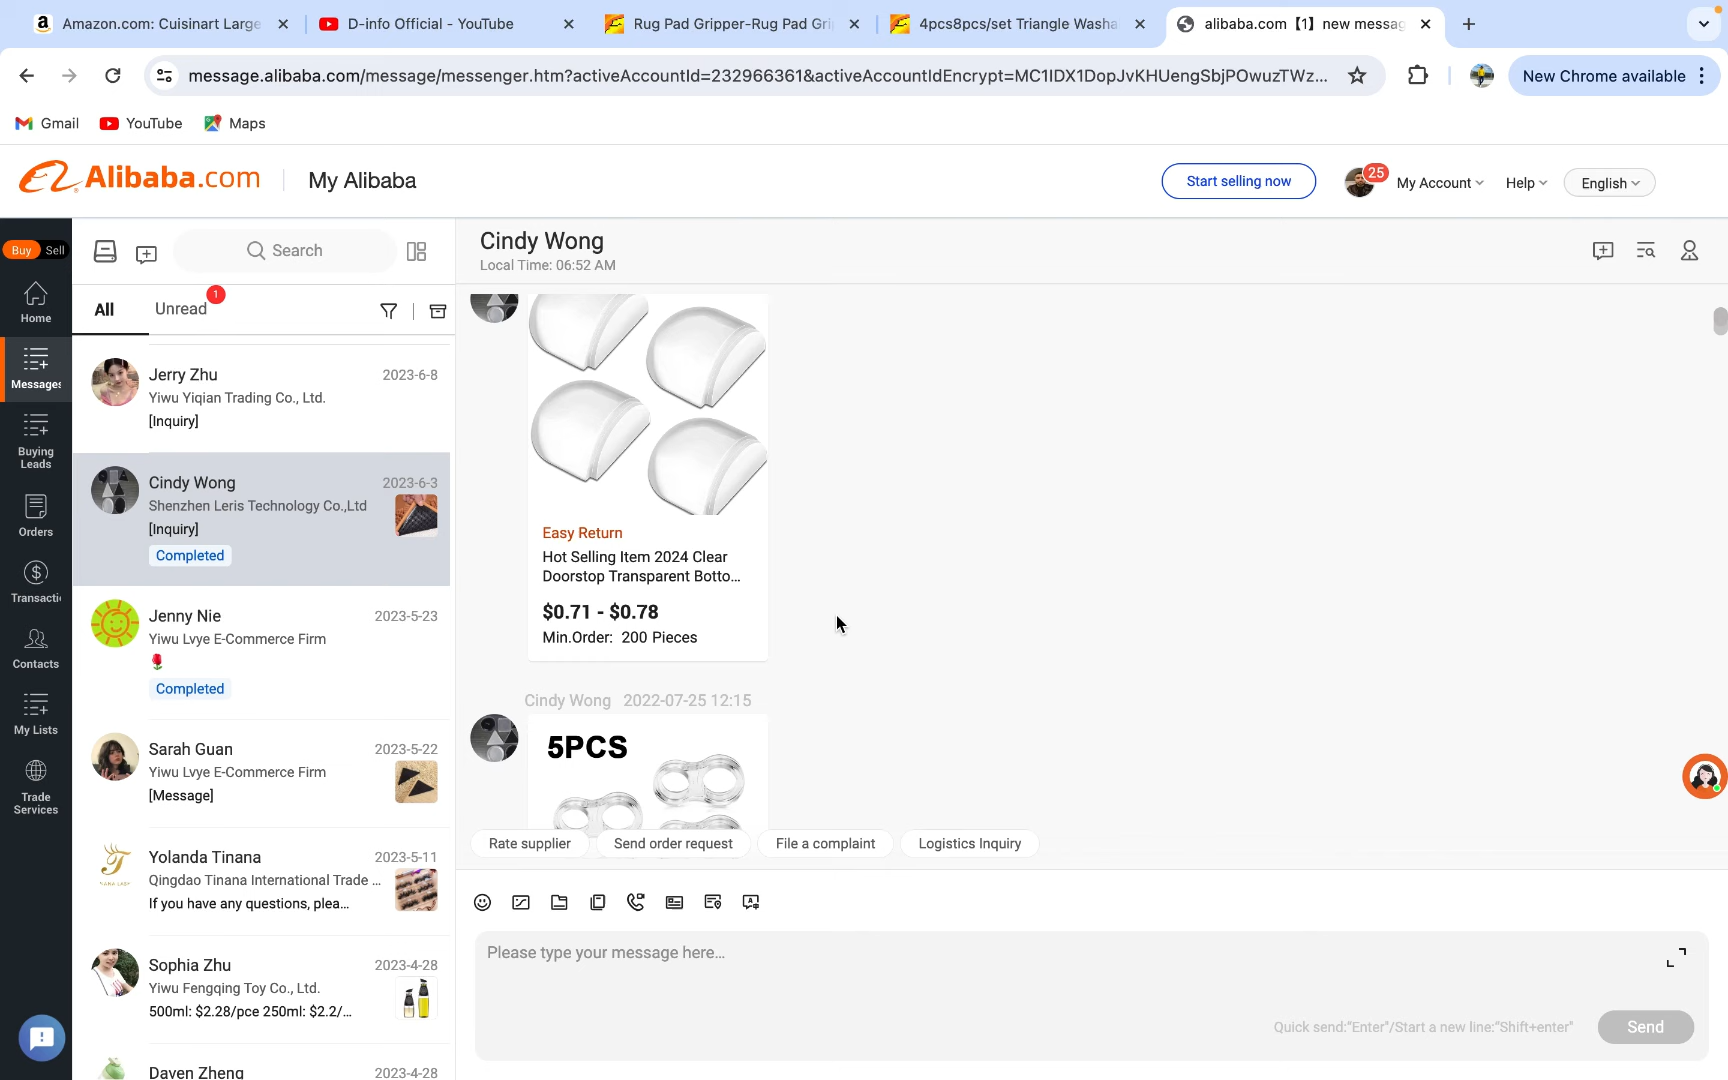 Amazon.com: Cuisinart Large
D-info Official - YouTube
Rug Pad Gripper-Rug Pad Gri
4pcs8pcs/set Triangle Washa
alibaba.com【1】new messag
message.alibaba.com/message/messenger.htm?activeAccountId=232966361&activeAccountIdEncrypt=MC1IDX1DopJvKHUengSbjPOwuzTWz...
New Chrome available
Gmail
YouTube
Maps
Alibaba.com
My Alibaba
Start selling now
25
My Account
Help
English
Buy
Sell
Home
Messages
Buying
Leads
Orders
Transacti
Contacts
My Lists
Trade
Services
Search
All
Unread
1
Jerry Zhu
2023-6-8
Yiwu Yiqian Trading Co., Ltd.
[Inquiry]
Cindy Wong
2023-6-3
Shenzhen Leris Technology Co.,Ltd
[Inquiry]
Completed
Jenny Nie
2023-5-23
Yiwu Lvye E-Commerce Firm
🌹
Completed
Sarah Guan
2023-5-22
Yiwu Lvye E-Commerce Firm
[Message]
Yolanda Tinana
2023-5-11
Qingdao Tinana International Trade ...
If you have any questions, plea...
Sophia Zhu
2023-4-28
Yiwu Fengqing Toy Co., Ltd.
500ml: $2.28/pce 250ml: $2.2/...
Daven Zheng
2023-4-28
Cindy Wong
Local Time: 06:52 AM
Easy Return
Hot Selling Item 2024 Clear
Doorstop Transparent Botto...
$0.71 - $0.78
Min.Order: 200 Pieces
Cindy Wong 2022-07-25 12:15
5PCS
Rate supplier
Send order request
File a complaint
Logistics Inquiry
Please type your message here...
Quick send:"Enter"/Start a new line:"Shift+enter"
Send